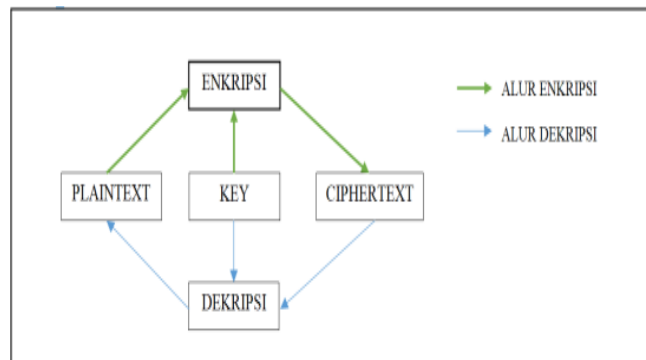 ENKRIPSI
ALUR ENKRIPSI
ALUR DEKRIPSI
PLAINTEXT
KEY
CIPHERTEXT
DEKRIPSI